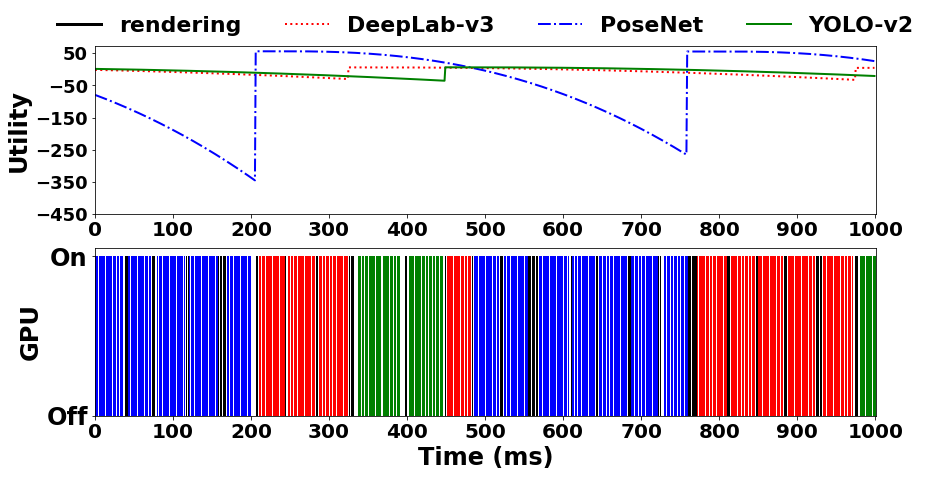 rendering DeepLab-v3 PoseNet YOLO-v2
50
−50
−150
−250
−350
−450
Utility
0 100 200 300 400 500 600 700 800 900 1000
On
Off
GPU
0 100 200 300 400 500 600 700 800 900 1000
Time (ms)